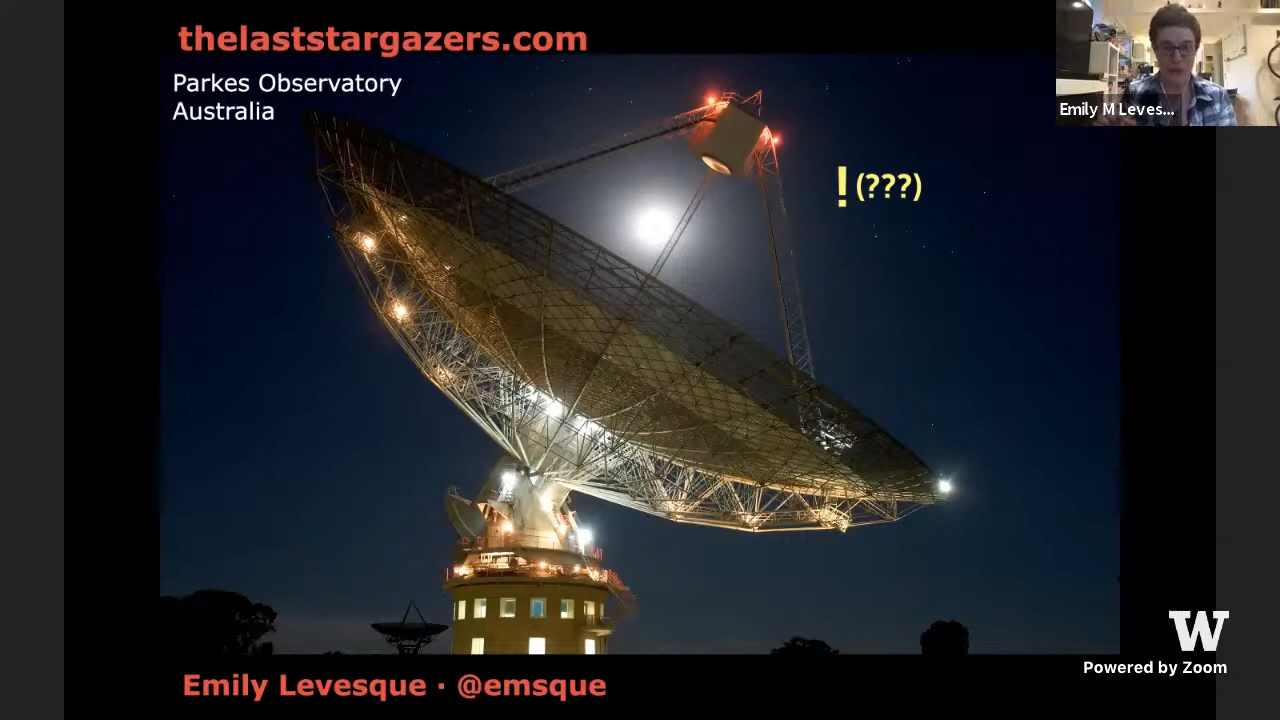 thelaststargazers.com
Parkes Observatory
Australia
Emily M Leves...
!(???)
W
Powered by Zoom
Emily Levesque · @emsque